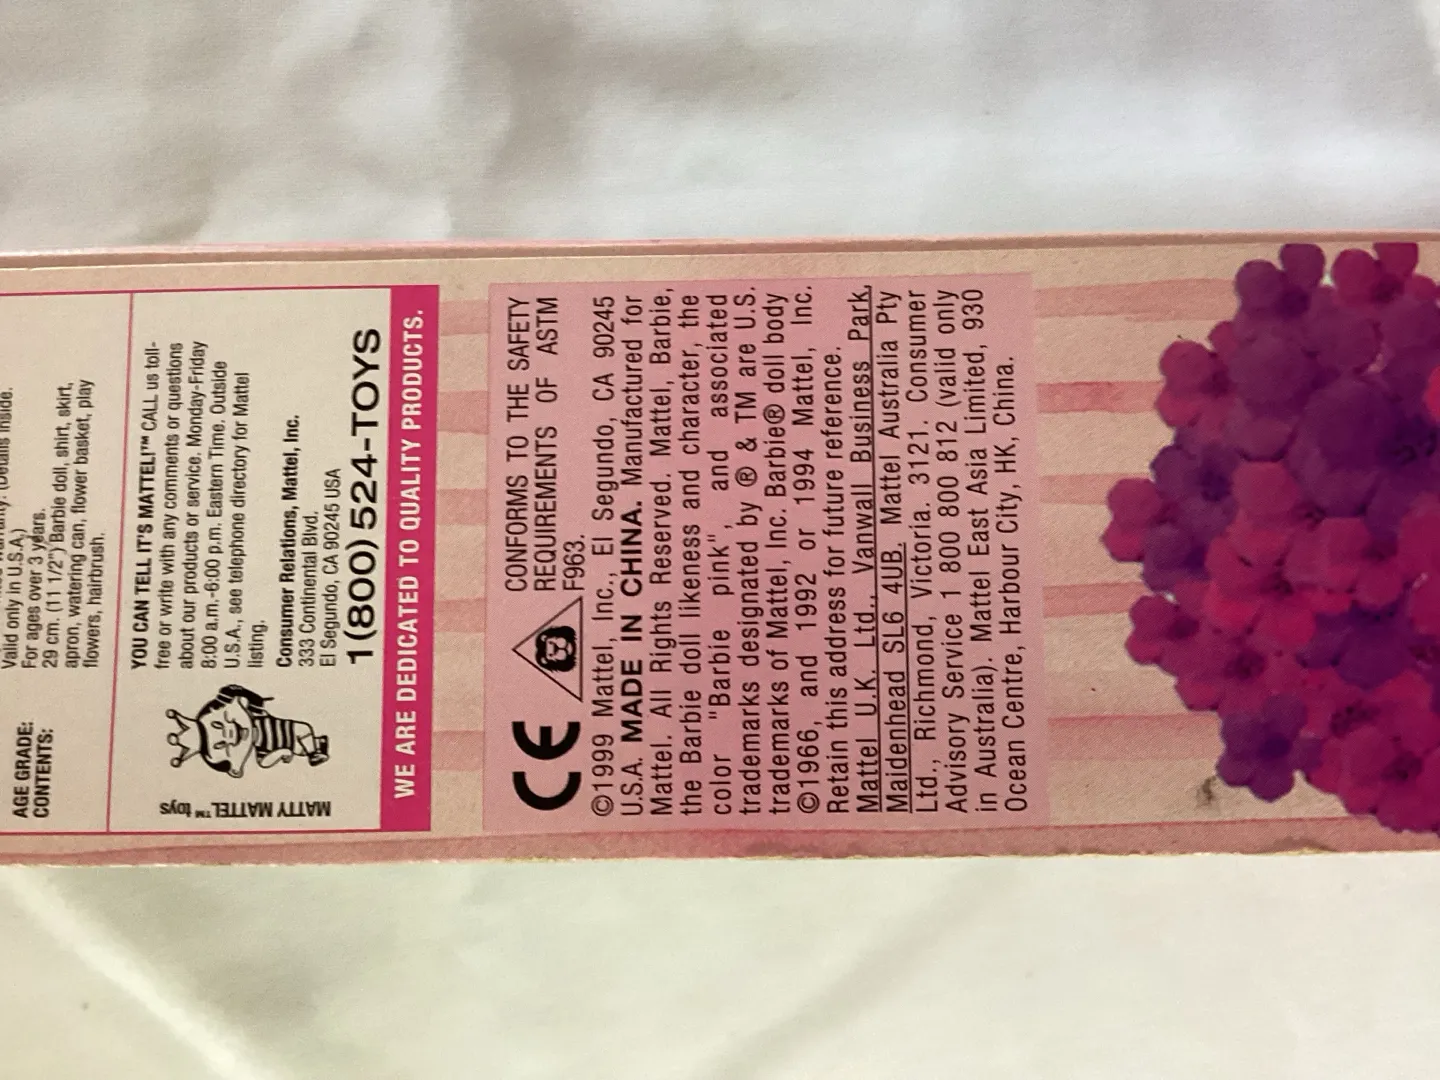 Valid only in U.S.A.)
AGE GRADE: For ages over 3 years.
CONTENTS: 29 cm. (11 1/2") Barbie doll, shirt, skirt,
apron, watering can, flower basket, play
flowers, hairbrush.
MATTY MATTEL™ toys
YOU CAN TELL IT'S MATTEL!™ CALL us toll-
free or write with any comments or questions
about our products or service. Monday-Friday
8:00 a.m.-6:00 p.m. Eastern Time. Outside
U.S.A., see telephone directory for Mattel
listing.
Consumer Relations, Mattel, Inc.
333 Continental Blvd.
El Segundo, CA 90245 USA
1(800)524-TOYS
WE ARE DEDICATED TO QUALITY PRODUCTS.
CE
CONFORMS TO THE SAFETY
REQUIREMENTS OF ASTM
F963.
©1999 Mattel, Inc., El Segundo, CA 90245
U.S.A. MADE IN CHINA. Manufactured for
Mattel. All Rights Reserved. Mattel, Barbie,
the Barbie doll likeness and character, the
color "Barbie pink", and associated
trademarks designated by ® & TM are U.S.
trademarks of Mattel, Inc. Barbie® doll body
©1966, and 1992 or 1994 Mattel, Inc.
Retain this address for future reference.
Mattel U.K. Ltd., Vanwall Business Park,
Maidenhead SL6 4UB. Mattel Australia Pty
Ltd., Richmond, Victoria. 3121. Consumer
Advisory Service 1 800 800 812 (valid only
in Australia). Mattel East Asia Limited, 930
Ocean Centre, Harbour City, HK, China.